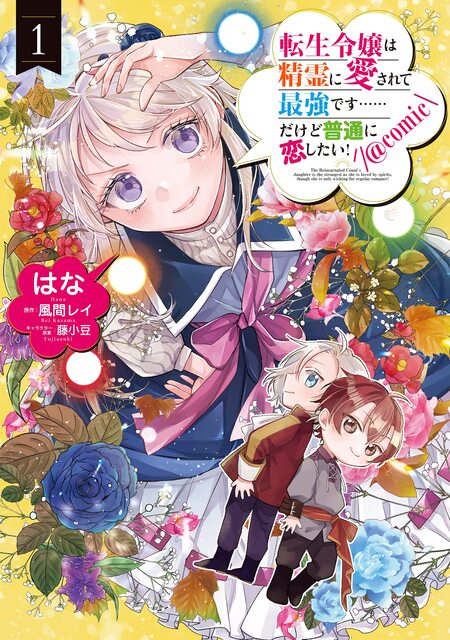 1
転生令嬢は
精霊に愛されて
最強です……
だけど普通に
恋したい!
\@comic\
The Reincarnated Count's
daughter is the strongest as she is loved by spirits,
though she is only wishing for regular romance!
はな
Hana
原作:風間レイ
Rei Kazama
キャラクター原案:藤小豆
Fujiazuki